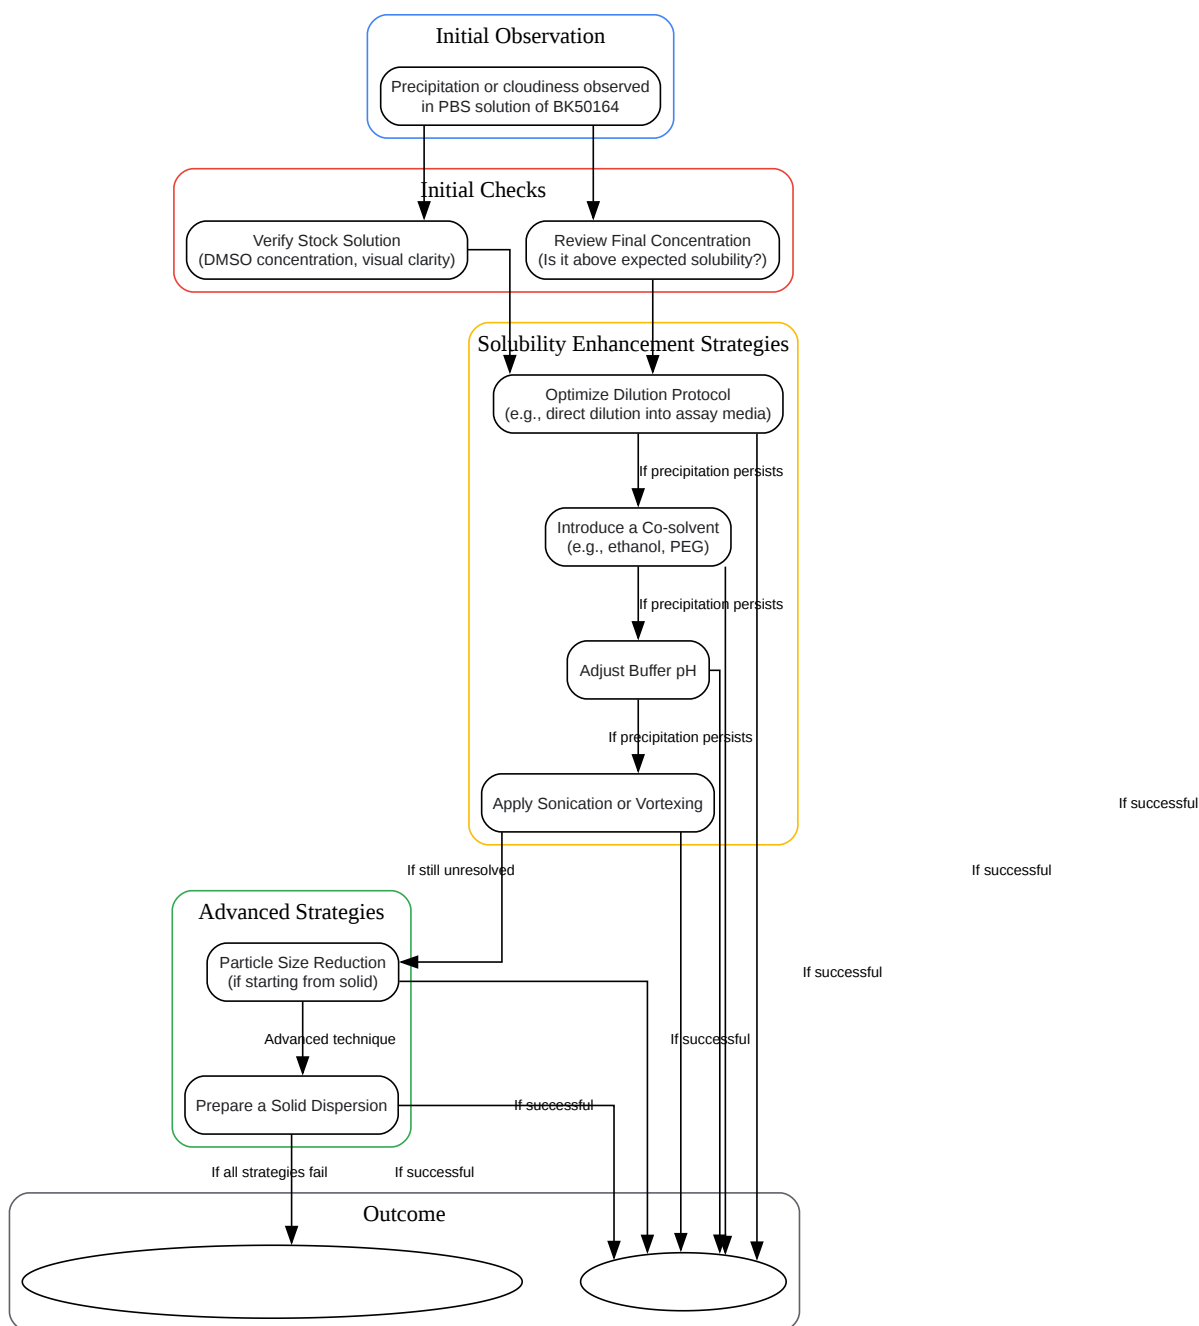 Initial Observation
Precipitation or cloudiness observed
in PBS solution of BK50164
Initial Checks
Verify Stock Solution
(DMSO concentration, visual clarity)
Review Final Concentration
(Is it above expected solubility?)
Solubility Enhancement Strategies
Optimize Dilution Protocol
(e.g., direct dilution into assay media)
If precipitation persists
Introduce a Co-solvent
(e.g., ethanol, PEG)
If precipitation persists
Adjust Buffer pH
If precipitation persists
Apply Sonication or Vortexing
If successful
If still unresolved
If successful
Advanced Strategies
Particle Size Reduction
(if starting from solid)
If successful
Advanced technique
If successful
Prepare a Solid Dispersion
If successful
If all strategies fail
If successful
Outcome